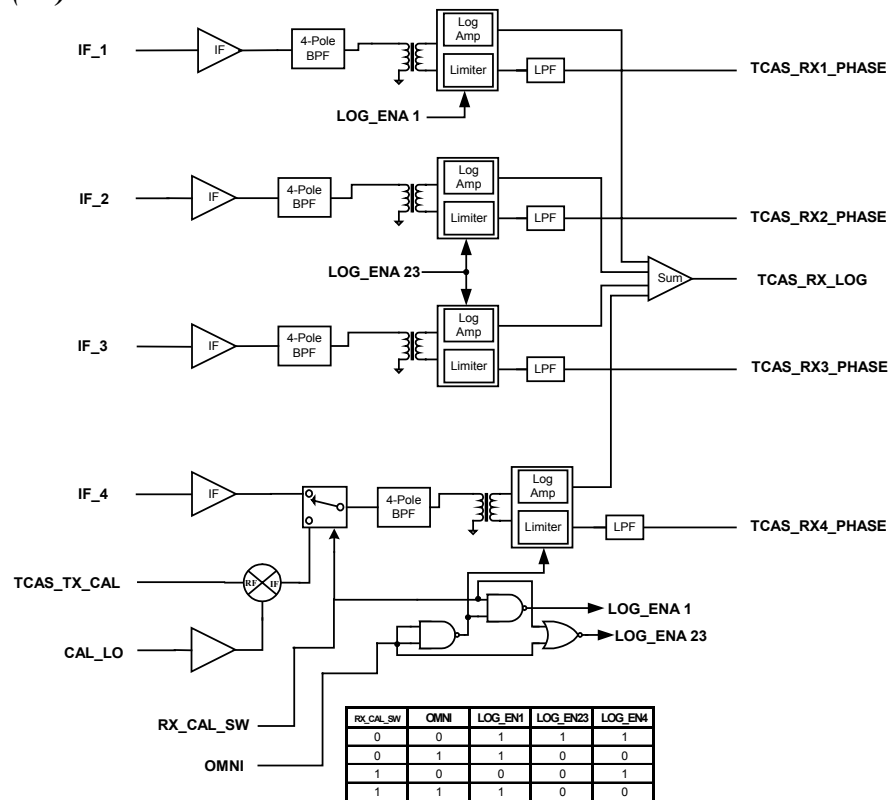 IF_1
IF
4-Pole
BPF
Log
Amp
Limiter
LPF
TCAS_RX1_PHASE
LOG_ENA 1
IF_2
IF
4-Pole
BPF
Log
Amp
Limiter
LPF
TCAS_RX2_PHASE
LOG_ENA 23
Sum
TCAS_RX_LOG
IF_3
IF
4-Pole
BPF
Log
Amp
Limiter
LPF
TCAS_RX3_PHASE
IF_4
IF
4-Pole
BPF
Log
Amp
Limiter
LPF
TCAS_RX4_PHASE
TCAS_TX_CAL
RF IF
LOG_ENA 1
LOG_ENA 23
CAL_LO
RX_CAL_SW
OMNI
RX_CAL_SW OMNI LOG_EN1 LOG_EN23 LOG_EN4
0 0 1 1 1
0 1 1 0 0
1 0 0 0 1
1 1 1 0 0